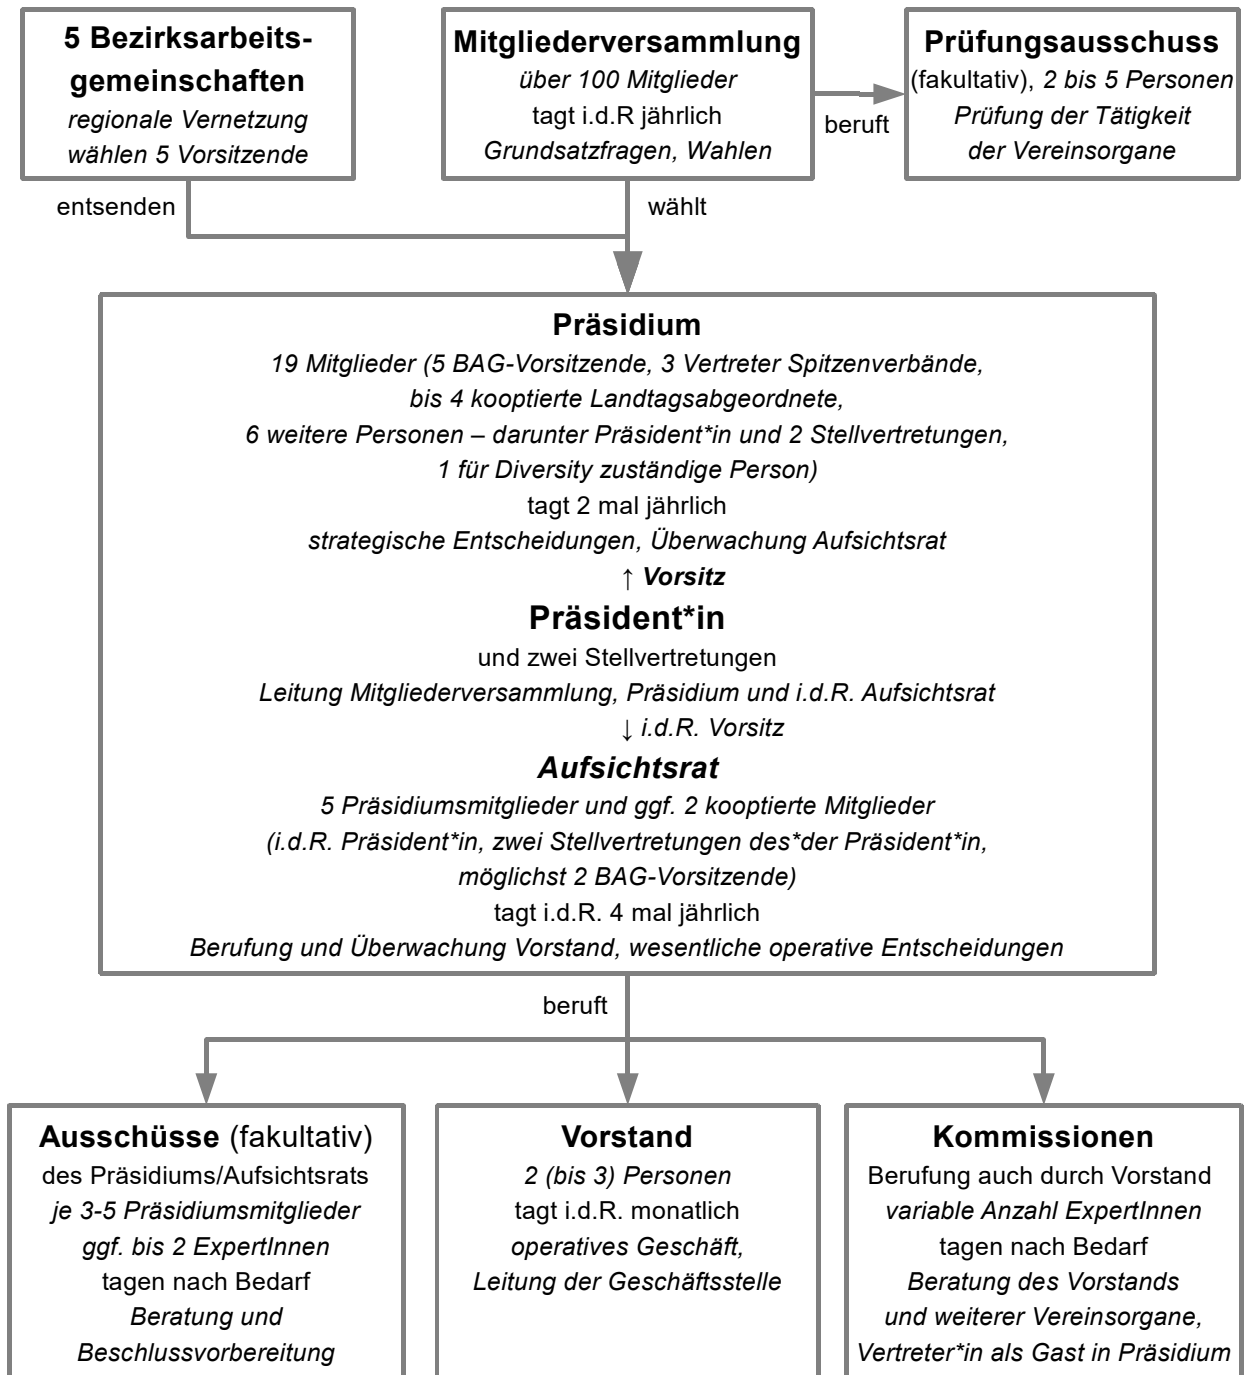 5 Bezirksarbeits-
gemeinschaften
regionale Vernetzung
wählen 5 Vorsitzende
Mitgliederversammlung
über 100 Mitglieder
tagt i.d.R jährlich
Grundsatzfragen, Wahlen
beruft
Prüfungsausschuss
(fakultativ), 2 bis 5 Personen
Prüfung der Tätigkeit
der Vereinsorgane
entsenden
wählt
Präsidium
19 Mitglieder (5 BAG-Vorsitzende, 3 Vertreter Spitzenverbände,
bis 4 kooptierte Landtagsabgeordnete,
6 weitere Personen – darunter Präsident*in und 2 Stellvertretungen,
1 für Diversity zuständige Person)
tagt 2 mal jährlich
strategische Entscheidungen, Überwachung Aufsichtsrat
↑ Vorsitz
Präsident*in
und zwei Stellvertretungen
Leitung Mitgliederversammlung, Präsidium und i.d.R. Aufsichtsrat
↓ i.d.R. Vorsitz
Aufsichtsrat
5 Präsidiumsmitglieder und ggf. 2 kooptierte Mitglieder
(i.d.R. Präsident*in, zwei Stellvertretungen des*der Präsident*in,
möglichst 2 BAG-Vorsitzende)
tagt i.d.R. 4 mal jährlich
Berufung und Überwachung Vorstand, wesentliche operative Entscheidungen
beruft
Ausschüsse (fakultativ)
des Präsidiums/Aufsichtsrats
je 3-5 Präsidiumsmitglieder
ggf. bis 2 ExpertInnen
tagen nach Bedarf
Beratung und
Beschlussvorbereitung
Vorstand
2 (bis 3) Personen
tagt i.d.R. monatlich
operatives Geschäft,
Leitung der Geschäftsstelle
Kommissionen
Berufung auch durch Vorstand
variable Anzahl ExpertInnen
tagen nach Bedarf
Beratung des Vorstands
und weiterer Vereinsorgane,
Vertreter*in als Gast in Präsidium